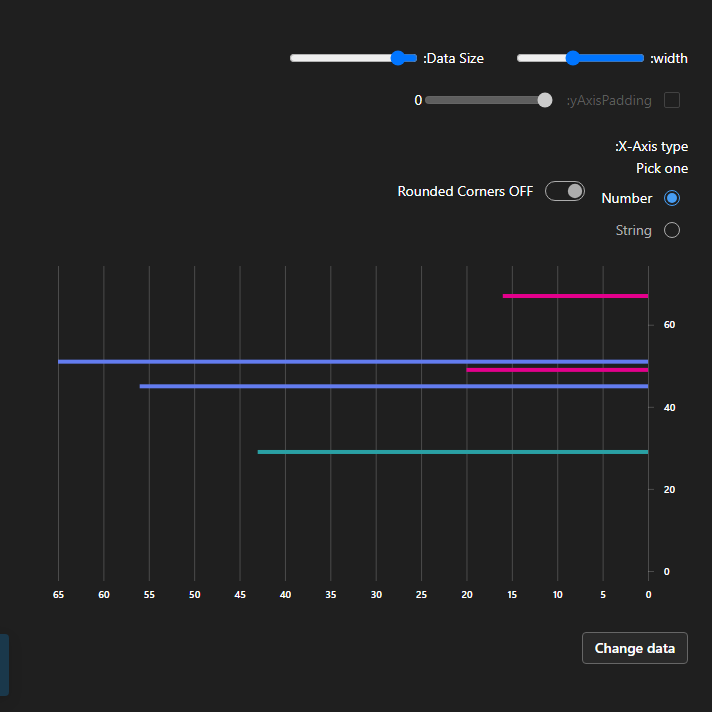 :width
:Data Size
:yAxisPadding
0
:X-Axis type
Pick one
Number
Rounded Corners OFF
String
60
40
20
0
65 60 55 50 45 40 35 30 25 20 15 10 5 0
Change data